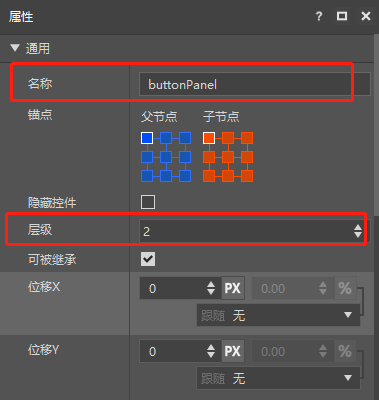 属性 ?
通用
名称 buttonPanel
锚点 父节点 子节点
隐藏控件
层级 2
可被继承
位移X 0 PX 0.00 %
跟随 无
位移Y 0 PX 0.00 %
跟随 无